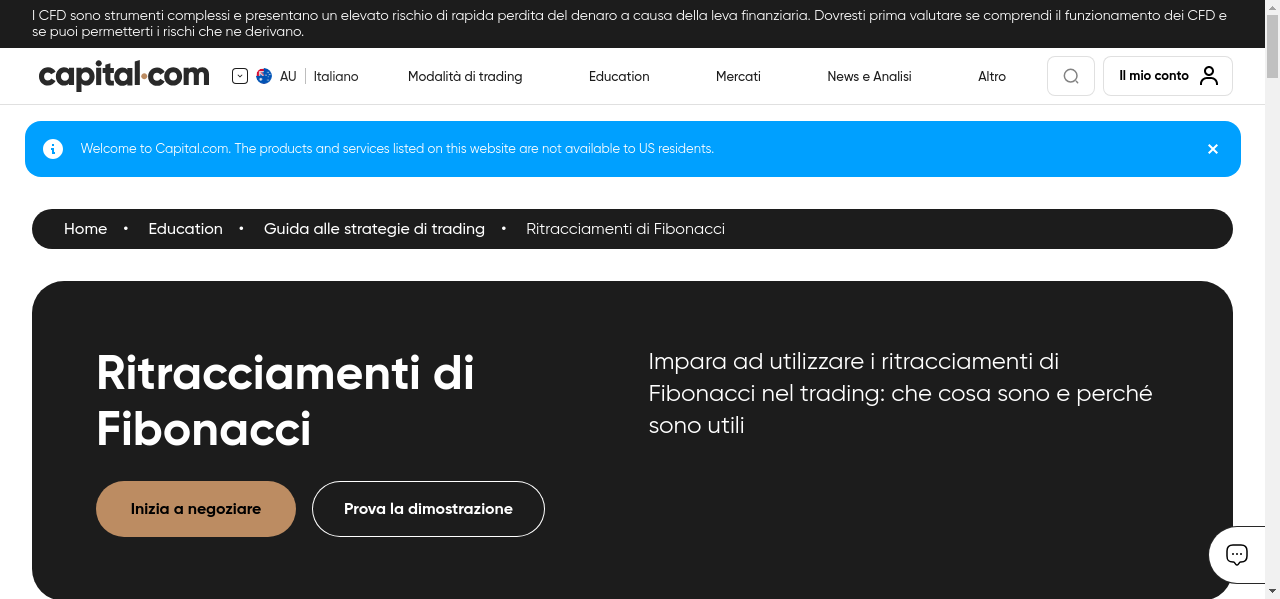 I CFD sono strumenti complessi e presentano un elevato rischio di rapida perdita del denaro a causa della leva finanziaria. Dovresti prima valutare se comprendi il funzionamento dei CFD e
se puoi permetterti i rischi che ne derivano.
capital.com
AU | Italiano
Modalità di trading
Education
Mercati
News e Analisi
Altro
Il mio conto
Welcome to Capital.com. The products and services listed on this website are not available to US residents.
Home • Education • Guida alle strategie di trading • Ritracciamenti di Fibonacci
Ritracciamenti di
Fibonacci
Impara ad utilizzare i ritracciamenti di
Fibonacci nel trading: che cosa sono e perché
sono utili
Inizia a negoziare
Prova la dimostrazione